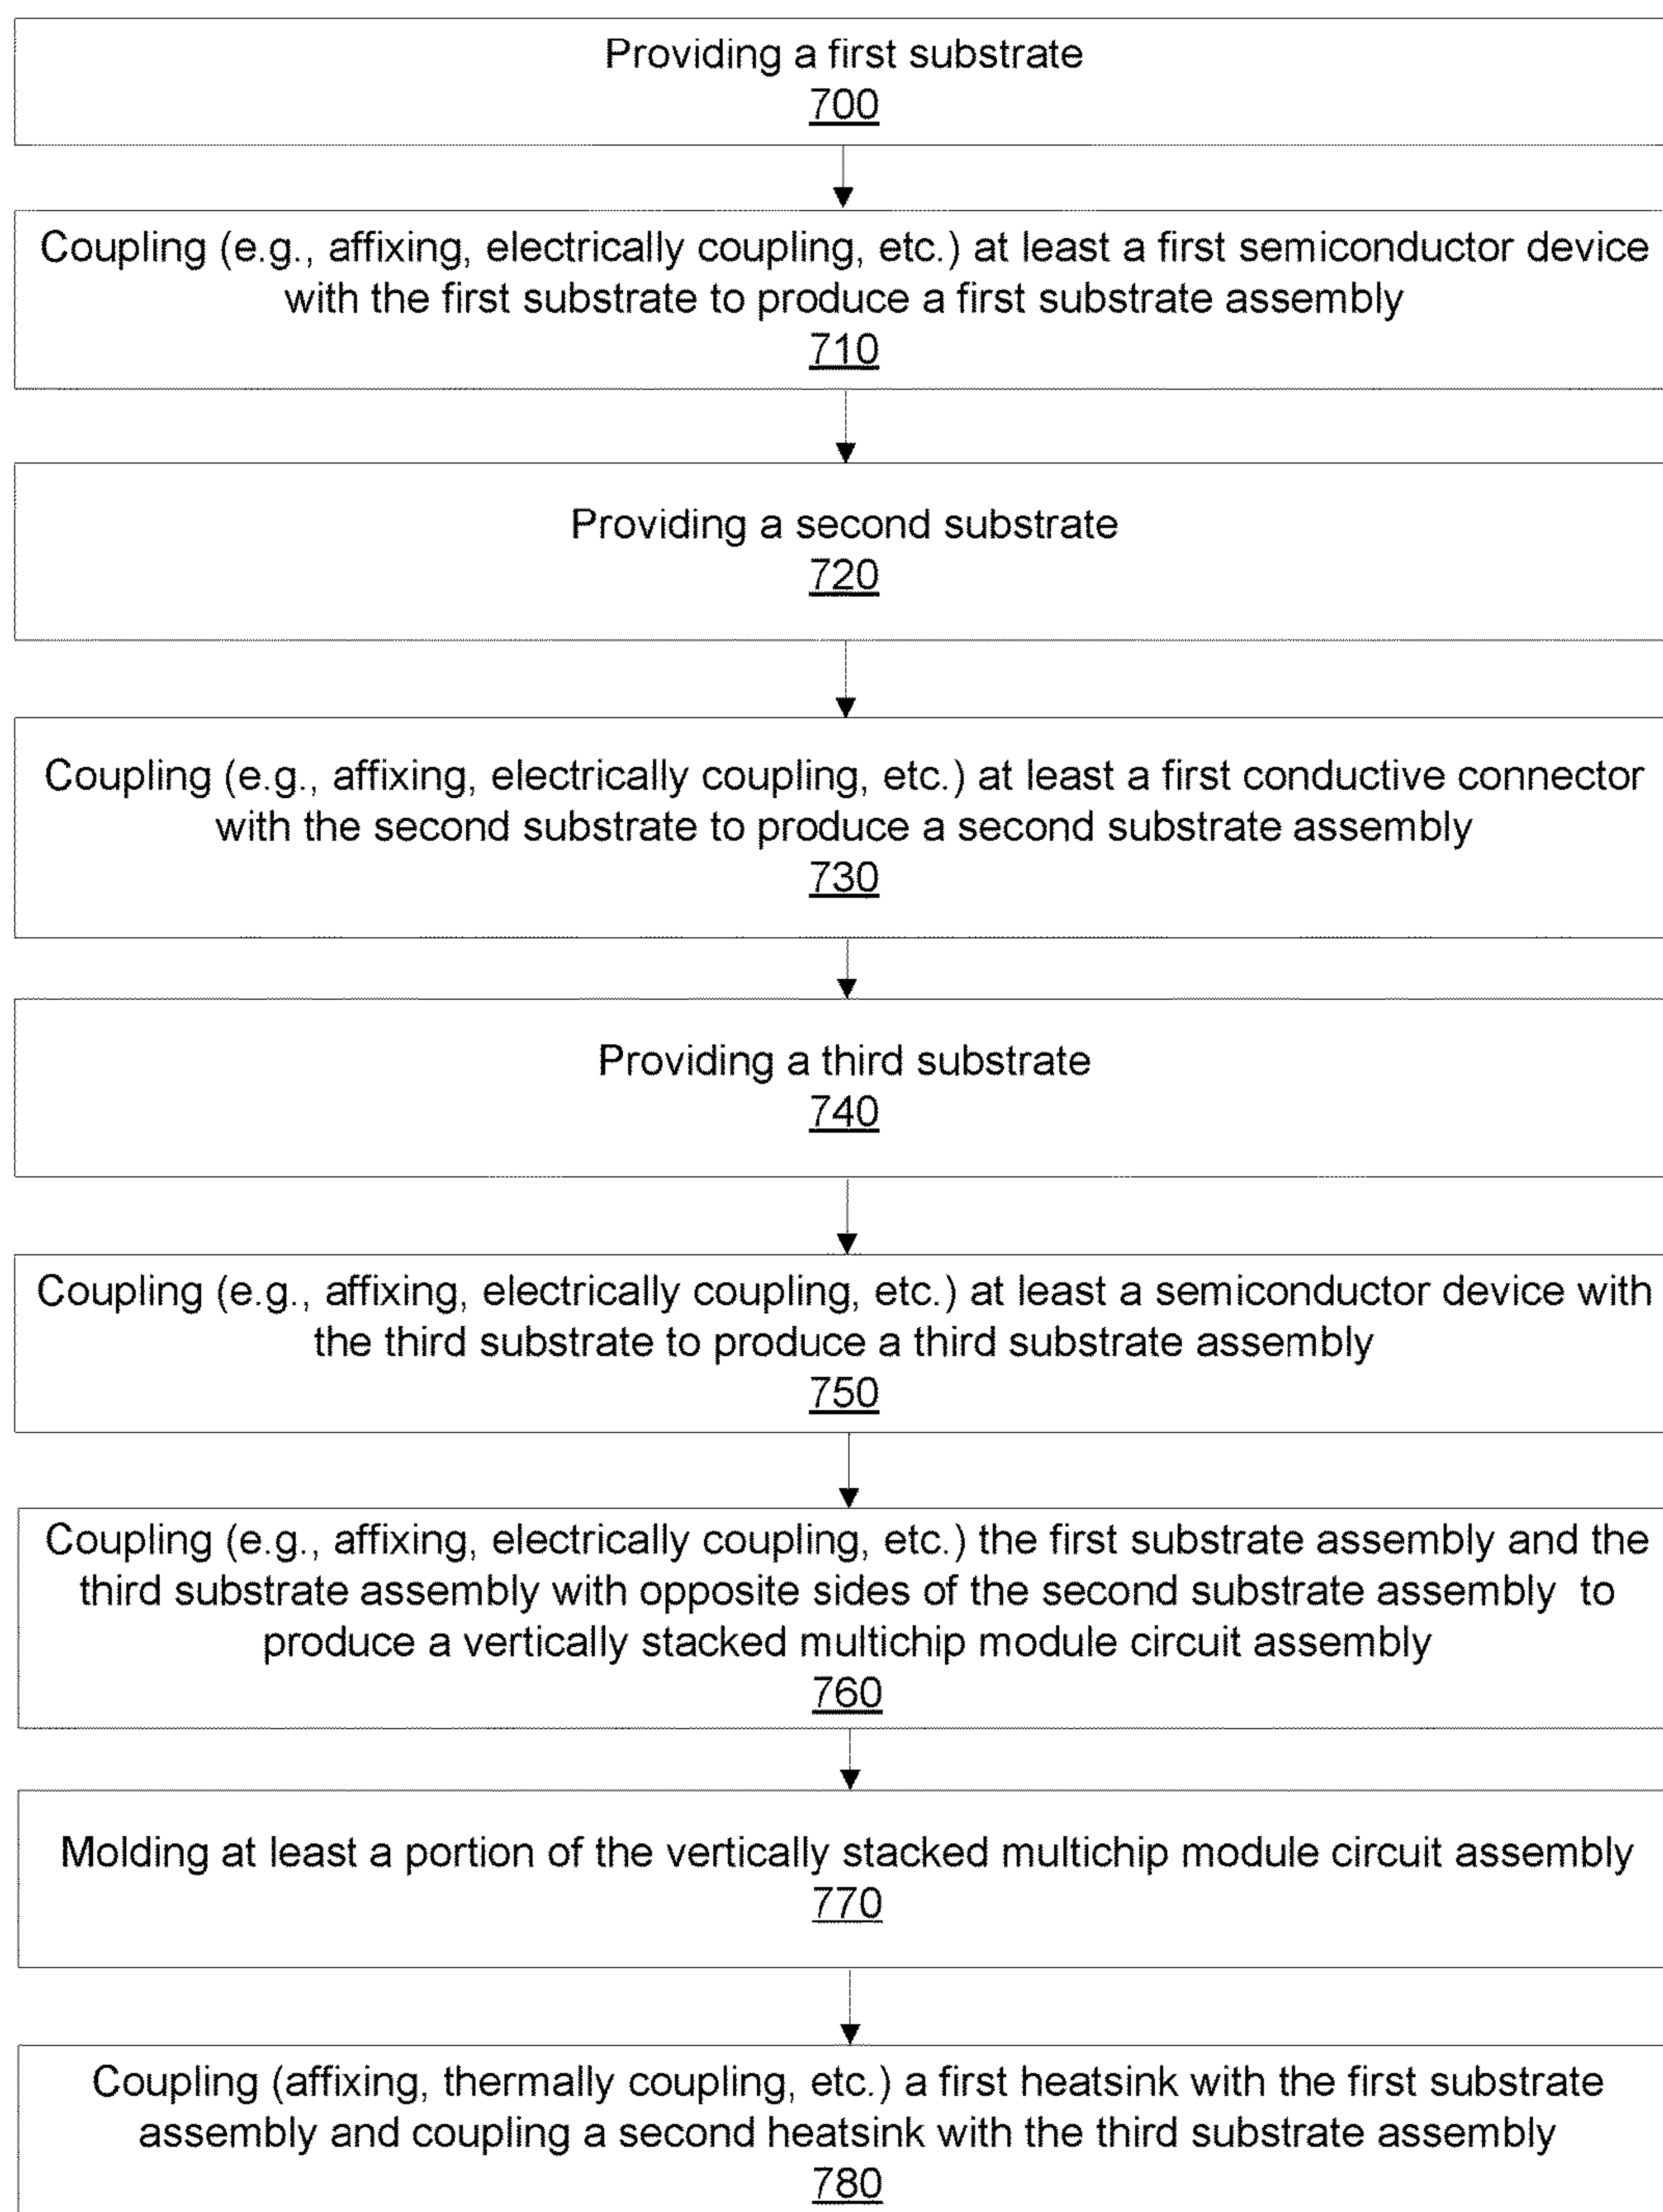 Providing a first substrate
700
Coupling (e.g., affixing, electrically coupling, etc.) at least a first semiconductor device
with the first substrate to produce a first substrate assembly
710
Providing a second substrate
720
Coupling (e.g., affixing, electrically coupling, etc.) at least a first conductive connector
with the second substrate to produce a second substrate assembly
730
Providing a third substrate
740
Coupling (e.g., affixing, electrically coupling, etc.) at least a semiconductor device with
the third substrate to produce a third substrate assembly
750
Coupling (e.g., affixing, electrically coupling, etc.) the first substrate assembly and the
third substrate assembly with opposite sides of the second substrate assembly to
produce a vertically stacked multichip module circuit assembly
760
Molding at least a portion of the vertically stacked multichip module circuit assembly
770
Coupling (affixing, thermally coupling, etc.) a first heatsink with the first substrate
assembly and coupling a second heatsink with the third substrate assembly
780